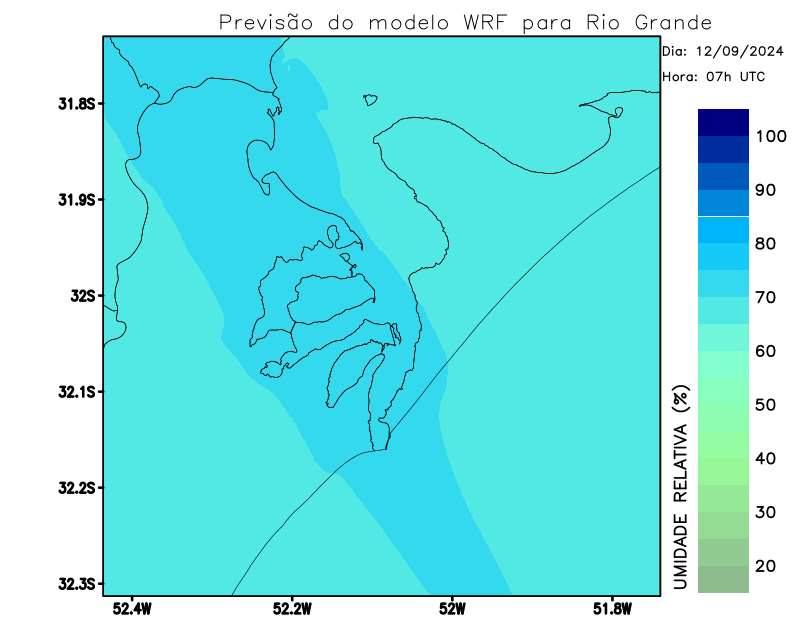 Previsão do modelo WRF para Rio Grande
Dia: 12/09/2024
Hora: 07h UTC
31.8S
31.9S
32S
32.1S
32.2S
32.3S
52.4W
52.2W
52W
51.8W
100
90
80
70
60
50
40
30
20
UMIDADE RELATIVA (%)